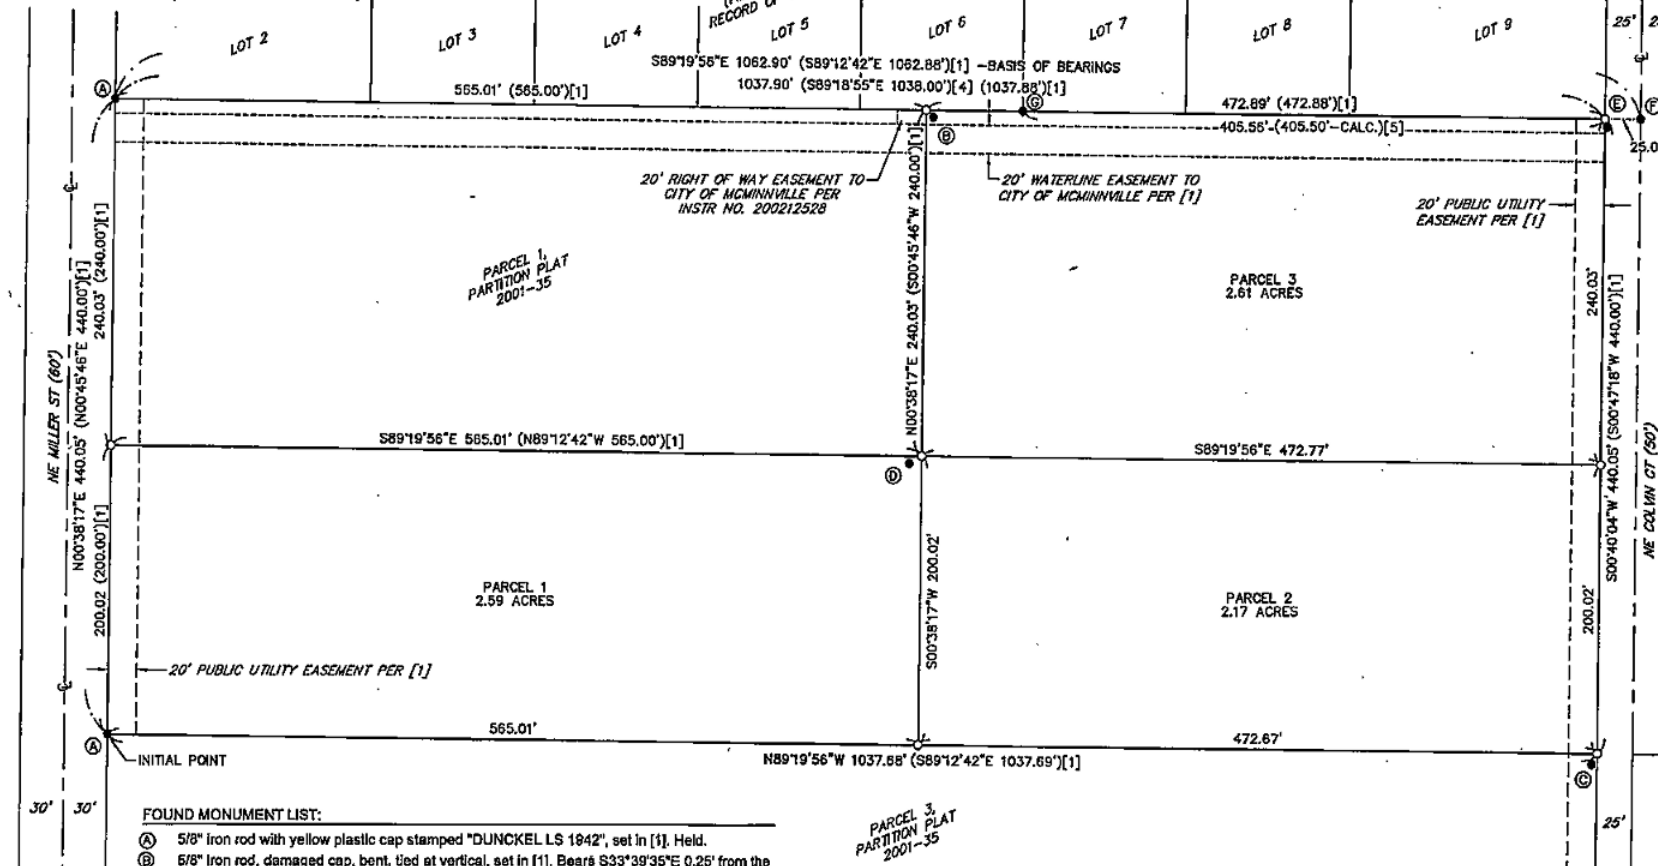 RECORD
LOT 2
LOT 3
LOT 4
LOT 5
LOT 6
LOT 7
LOT 8
LOT 9
25'
S89°19'56"E 1062.90' (S89°12'42"E 1062.88')[1] -BASIS OF BEARINGS
1037.90' (S89°18'55"E 1038.00')[4] (1037.88')[1]
565.01' (565.00')[1]
472.89' (472.88')[1]
405.56'-(405.50'-CALC.)[5]
A
B
G
E
F
25.0
20' RIGHT OF WAY EASEMENT TO
CITY OF MCMINNVILLE PER
INSTR NO. 200212528
20' WATERLINE EASEMENT TO
CITY OF MCMINNVILLE PER [1]
20' PUBLIC UTILITY
EASEMENT PER [1]
PARCEL 1,
PARTITION PLAT
2001-35
PARCEL 3
2.61 ACRES
NE MILLER ST (60')
N00°38'17"E 440.05' (N00°45'46"E 440.00')[1]
240.03' (240.00')[1]
200.02 (200.00')[1]
N00°38'17"E 240.03' (S00°45'46"W 240.00')[1]
240.03'
S00°40'04"W 440.05' (S00°47'18"W 440.00')[1]
NE COLVIN CT (50')
S89°19'56"E 565.01' (N89°12'42"W 565.00')[1]
S89°19'56"E 472.77'
D
S00°38'17"W 200.02'
200.02'
PARCEL 1
2.59 ACRES
PARCEL 2
2.17 ACRES
20' PUBLIC UTILITY EASEMENT PER [1]
565.01'
472.67'
A
INITIAL POINT
N89°19'56"W 1037.68' (S89°12'42"E 1037.69')[1]
C
30'
30'
25'
FOUND MONUMENT LIST:
A 5/8" iron rod with yellow plastic cap stamped "DUNCKEL LS 1942", set in [1]. Held.
B 5/8" iron rod, damaged cap, bent, tied at vertical, set in [1]. Bears S33°39'35"E 0.25' from the
PARCEL 3,
PARTITION PLAT
2001-35